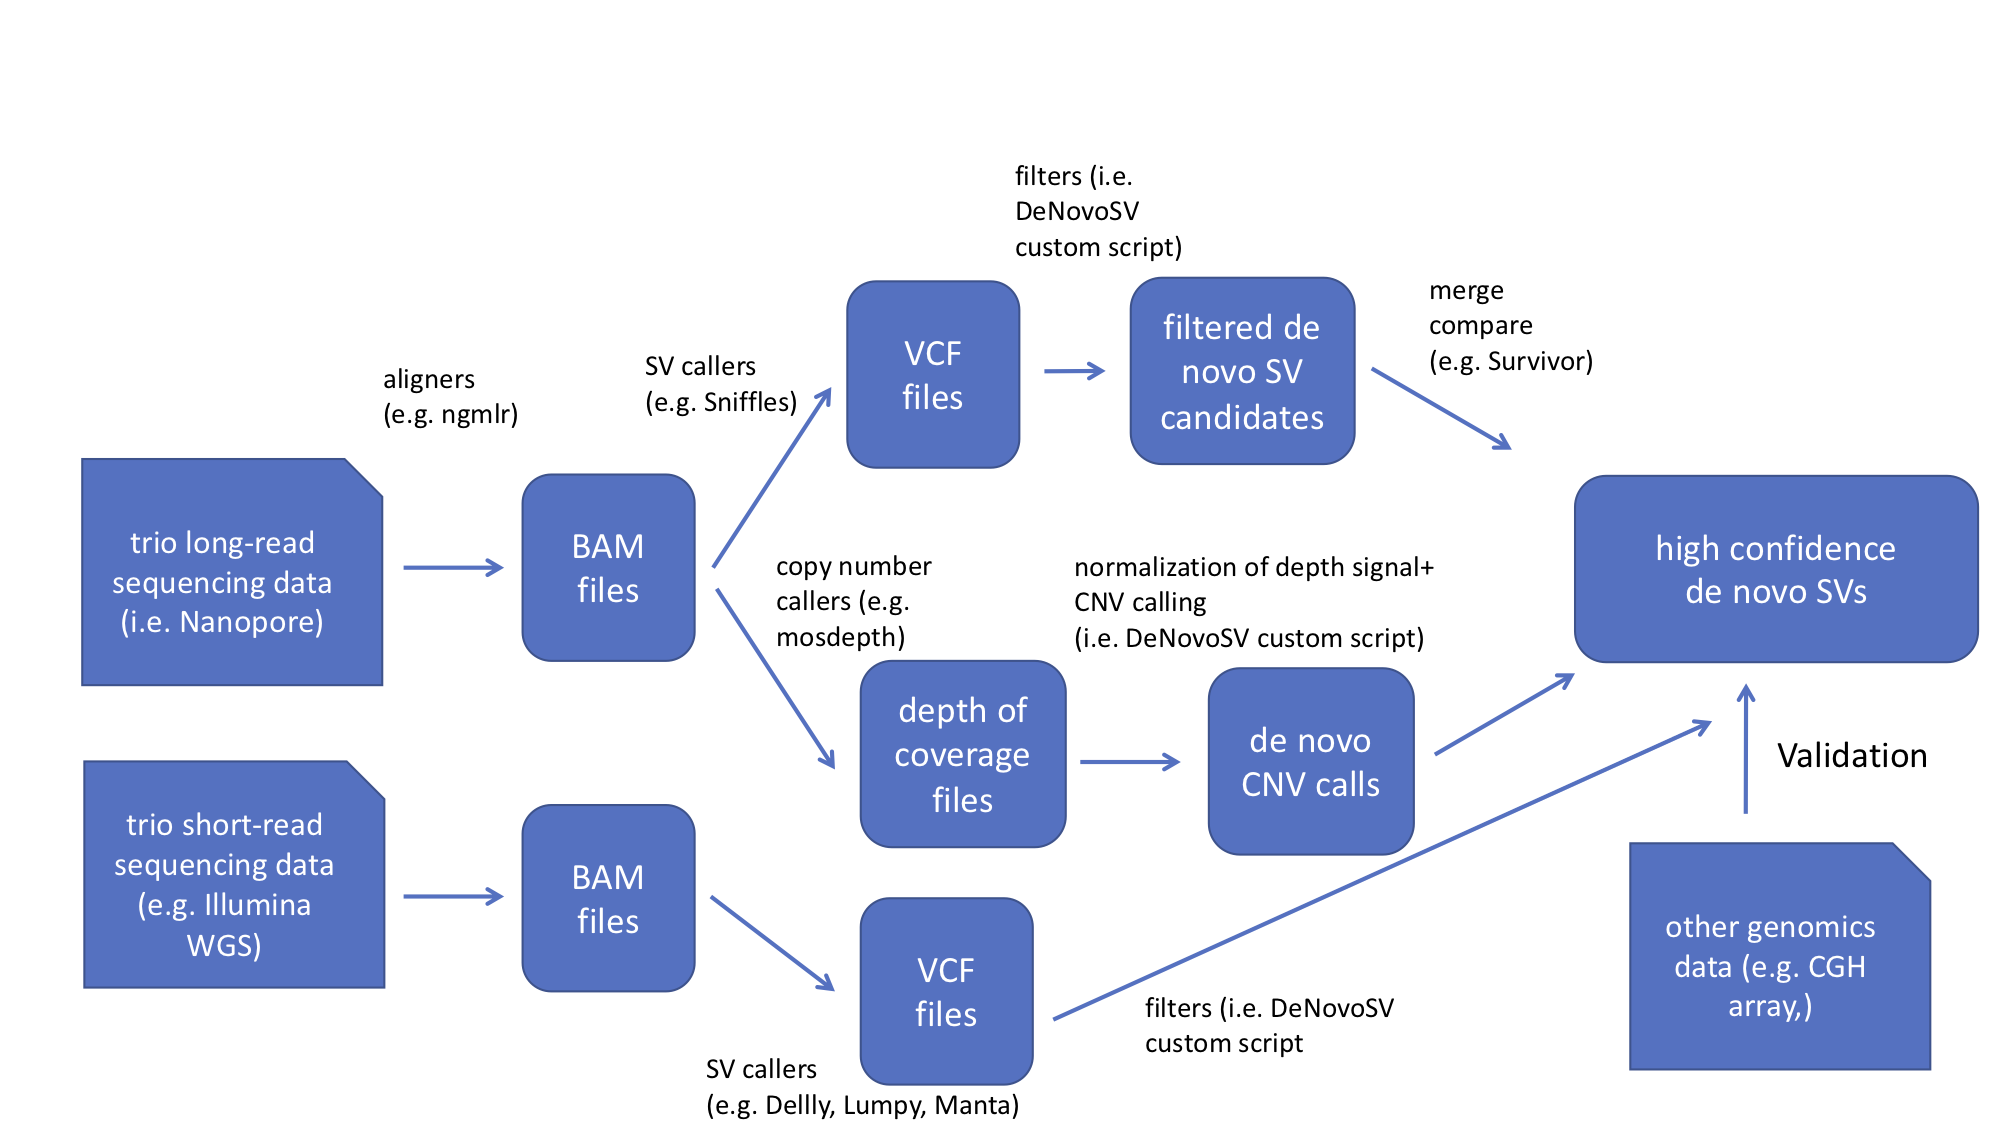 filters (i.e.
DeNovoSV
custom script)
merge
compare
(e.g. Survivor)
aligners
(e.g. ngmlr)
SV callers
(e.g. Sniffles)
VCF
files
filtered de
novo SV
candidates
trio long-read
sequencing data
(i.e. Nanopore)
BAM
files
copy number
callers (e.g.
mosdepth)
normalization of depth signal+
CNV calling
(i.e. DeNovoSV custom script)
high confidence
de novo SVs
depth of
coverage
files
de novo
CNV calls
Validation
trio short-read
sequencing data
(e.g. Illumina
WGS)
BAM
files
VCF
files
SV callers
(e.g. Dellly, Lumpy, Manta)
filters (i.e. DeNovoSV
custom script
other genomics
data (e.g. CGH
array,)